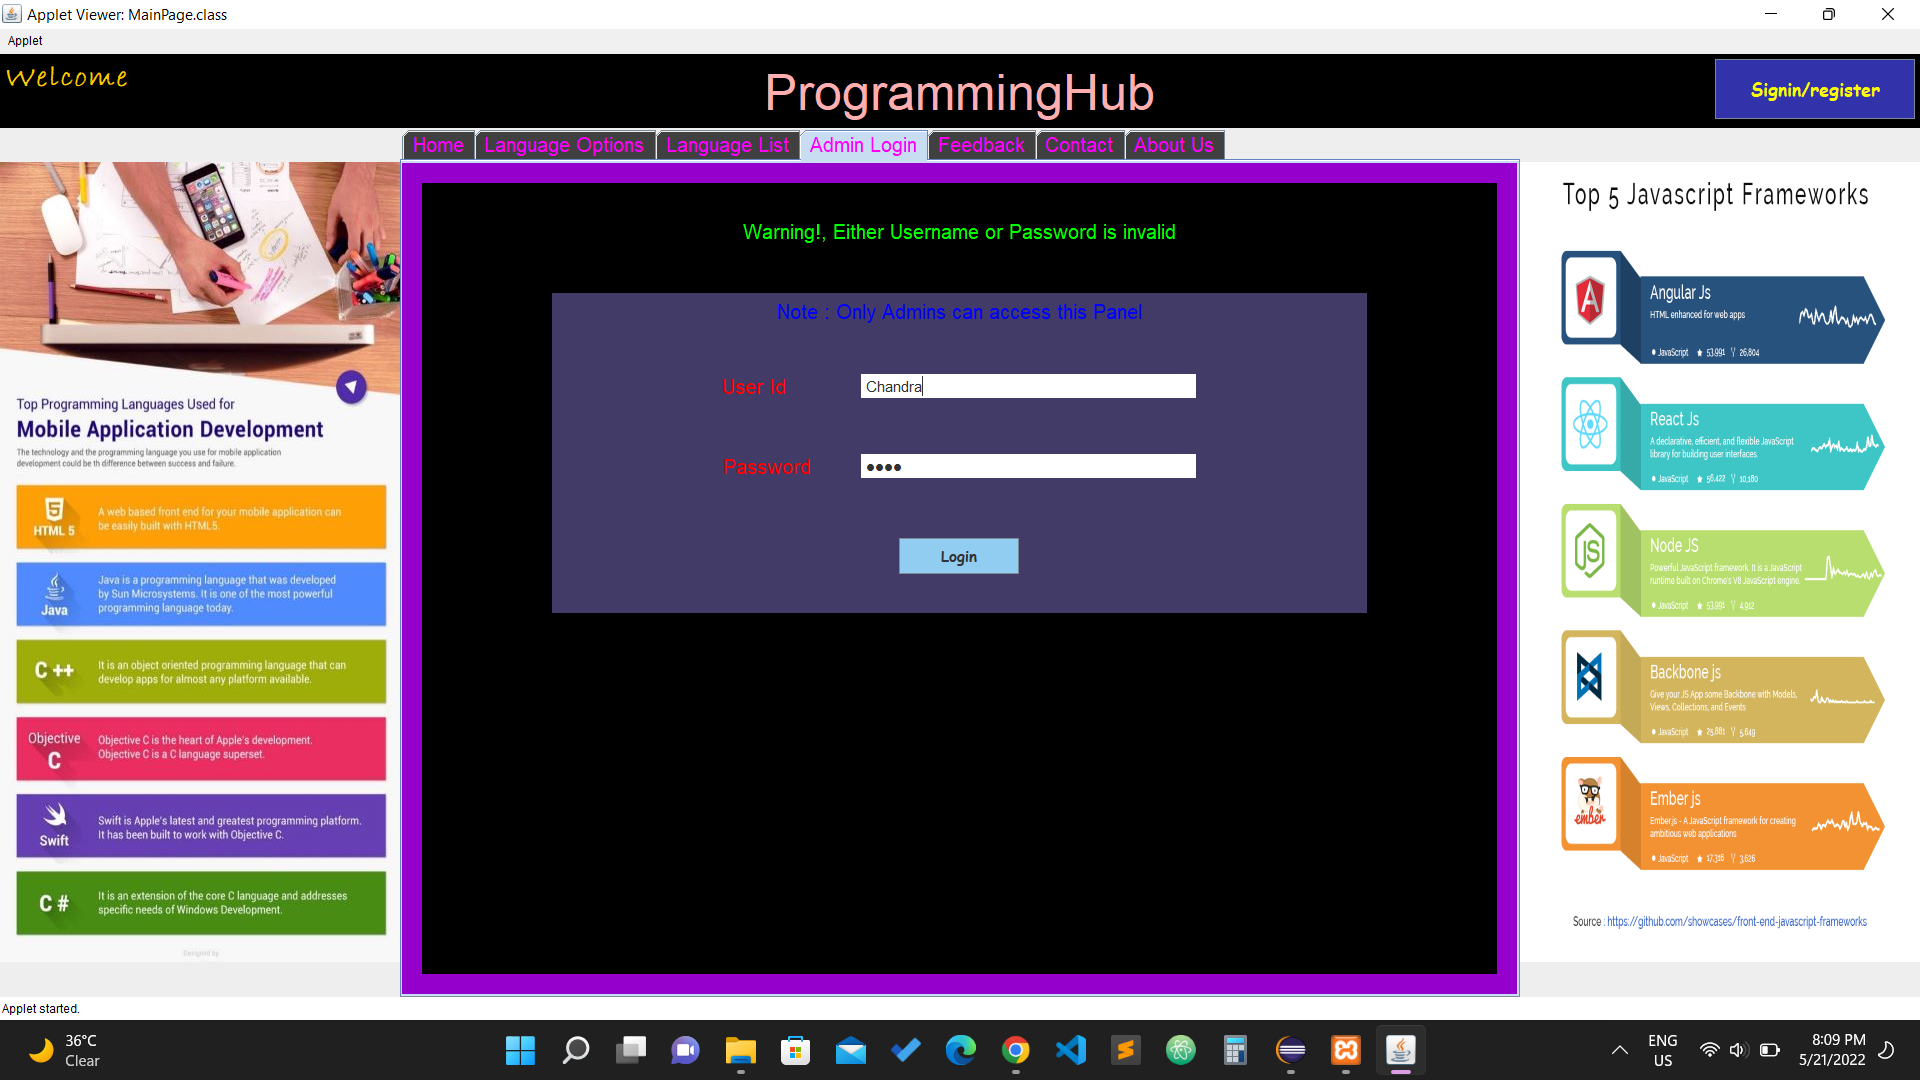 Applet Viewer: MainPage.class
Applet
Welcome
ProgrammingHub
Signin/register
Home
Language Options
Language List
Admin Login
Feedback
Contact
About Us
Top Programming Languages Used for
Mobile Application Development
The technology and the programming language you use for mobile application
development could be th difference between success and failure.
HTML 5
A web based front end for your mobile application can
be easily built with HTML5.
Java
Java is a programming language that was developed
by Sun Microsystems. It is one of the most powerful
programming language today.
C ++
It is an object oriented programming language that can
develop apps for almost any platform available.
Objective
C
Objective C is the heart of Apple's development.
Objective C is a C language superset.
Swift
Swift is Apple's latest and greatest programming platform.
It has been built to work with Objective C.
C #
It is an extension of the core C language and addresses
specific needs of Windows Development.
Designed by
Warning!, Either Username or Password is invalid
Note : Only Admins can access this Panel
User Id
Chandra
Password
••••
Login
Top 5 Javascript Frameworks
Angular Js
HTML enhanced for web apps
JavaScript 53,991 26,804
React Js
A declarative, efficient, and flexible JavaScript
library for building user interfaces.
JavaScript 56,422 10,180
JS
Node JS
Powerful JavaScript framework. It is a JavaScript
runtime built on Chrome's V8 JavaScript engine.
JavaScript 53,991 4,912
Backbone js
Give your JS App some Backbone with Models,
Views, Collections, and Events
JavaScript 25,881 5,649
ember
Ember js
Ember.js - A JavaScript framework for creating
ambitious web applications
JavaScript 17,316 3,626
Source : https://github.com/showcases/front-end-javascript-frameworks
Applet started.
36°C
Clear
ENG
US
8:09 PM
5/21/2022